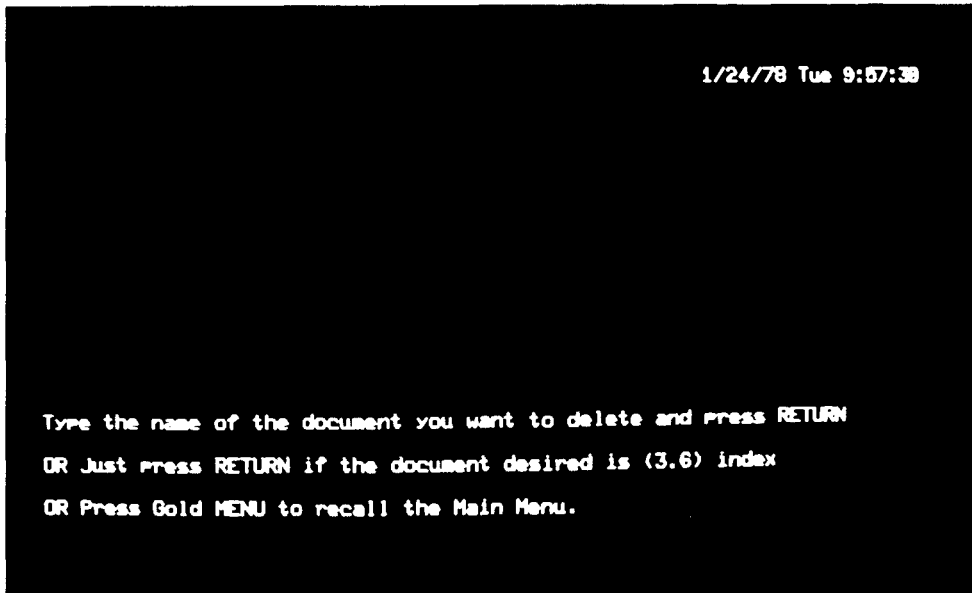 1/24/78 Tue 9:57:30
Type the name of the document you want to delete and press RETURN
OR Just press RETURN if the document desired is (3.6) index
OR Press Gold MENU to recall the Main Menu.